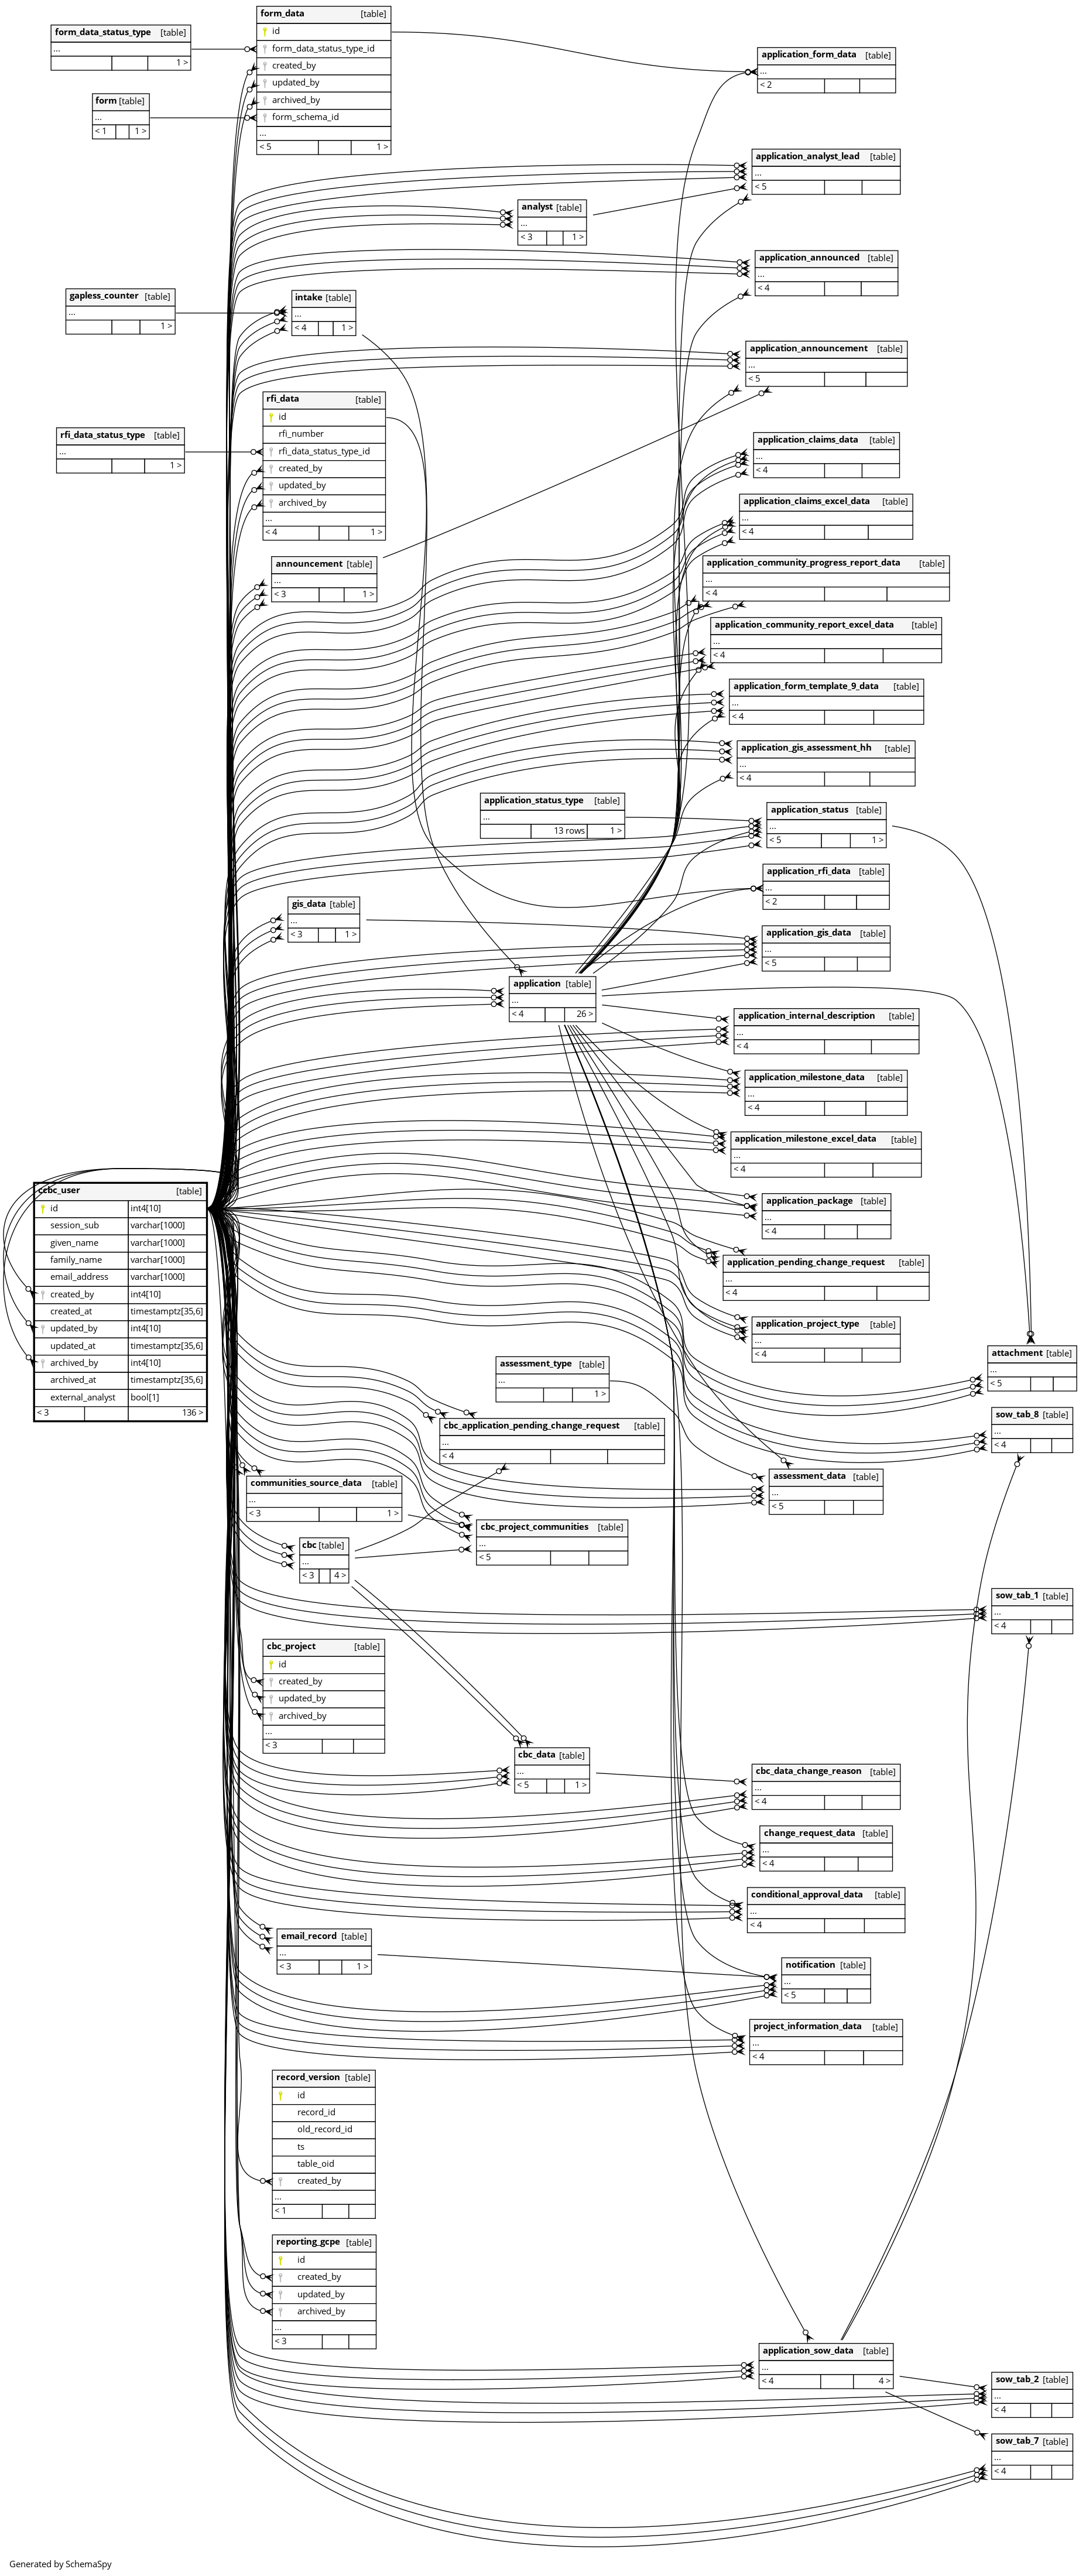 form_data [table]
id
form_data_status_type_id
created_by
updated_by
archived_by
form_schema_id
...
< 5 1 >
form_data_status_type [table]
...
1 >
form [table]
...
< 1 1 >
application_form_data [table]
...
< 2
application_analyst_lead [table]
...
< 5
analyst [table]
...
< 3 1 >
application_announced [table]
...
< 4
gapless_counter [table]
...
1 >
intake [table]
...
< 4 1 >
application_announcement [table]
...
< 5
rfi_data [table]
id
rfi_number
rfi_data_status_type_id
created_by
updated_by
archived_by
...
< 4 1 >
rfi_data_status_type [table]
...
1 >
application_claims_data [table]
...
< 4
application_claims_excel_data [table]
...
< 4
announcement [table]
...
< 3 1 >
application_community_progress_report_data [table]
...
< 4
application_community_report_excel_data [table]
...
< 4
application_form_template_9_data [table]
...
< 4
application_gis_assessment_hh [table]
...
< 4
application_status_type [table]
...
13 rows 1 >
application_status [table]
...
< 5 1 >
application_rfi_data [table]
...
< 2
gis_data [table]
...
< 3 1 >
application_gis_data [table]
...
< 5
application [table]
...
< 4 26 >
application_internal_description [table]
...
< 4
application_milestone_data [table]
...
< 4
application_milestone_excel_data [table]
...
< 4
ccbc_user [table]
id int4[10]
session_sub varchar[1000]
given_name varchar[1000]
family_name varchar[1000]
email_address varchar[1000]
created_by int4[10]
created_at timestamptz[35,6]
updated_by int4[10]
updated_at timestamptz[35,6]
archived_by int4[10]
archived_at timestamptz[35,6]
external_analyst bool[1]
< 3 136 >
application_package [table]
...
< 4
application_pending_change_request [table]
...
< 4
application_project_type [table]
...
< 4
attachment [table]
...
< 5
assessment_type [table]
...
1 >
sow_tab_8 [table]
...
< 4
cbc_application_pending_change_request [table]
...
< 4
assessment_data [table]
...
< 5
communities_source_data [table]
...
< 3 1 >
cbc_project_communities [table]
...
< 5
cbc [table]
...
< 3 4 >
sow_tab_1 [table]
...
< 4
cbc_project [table]
id
created_by
updated_by
archived_by
...
< 3
cbc_data [table]
...
< 5 1 >
cbc_data_change_reason [table]
...
< 4
change_request_data [table]
...
< 4
conditional_approval_data [table]
...
< 4
email_record [table]
...
< 3 1 >
notification [table]
...
< 5
project_information_data [table]
...
< 4
record_version [table]
id
record_id
old_record_id
ts
table_oid
created_by
...
< 1
reporting_gcpe [table]
id
created_by
updated_by
archived_by
...
< 3
application_sow_data [table]
...
< 4 4 >
sow_tab_2 [table]
...
< 4
sow_tab_7 [table]
...
< 4
Generated by SchemaSpy